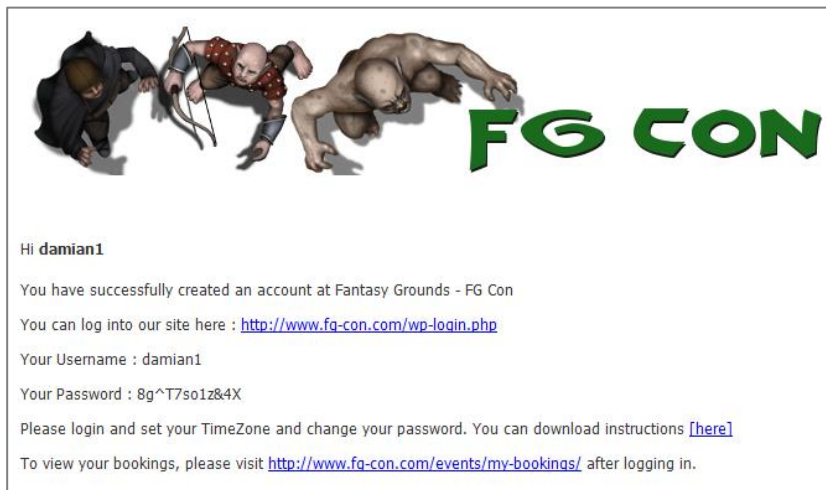 FG CON
Hi damian1
You have successfully created an account at Fantasy Grounds - FG Con
You can log into our site here : http://www.fg-con.com/wp-login.php
Your Username : damian1
Your Password : 8g^T7so1z&4X
Please login and set your TimeZone and change your password. You can download instructions [here]
To view your bookings, please visit http://www.fg-con.com/events/my-bookings/ after logging in.